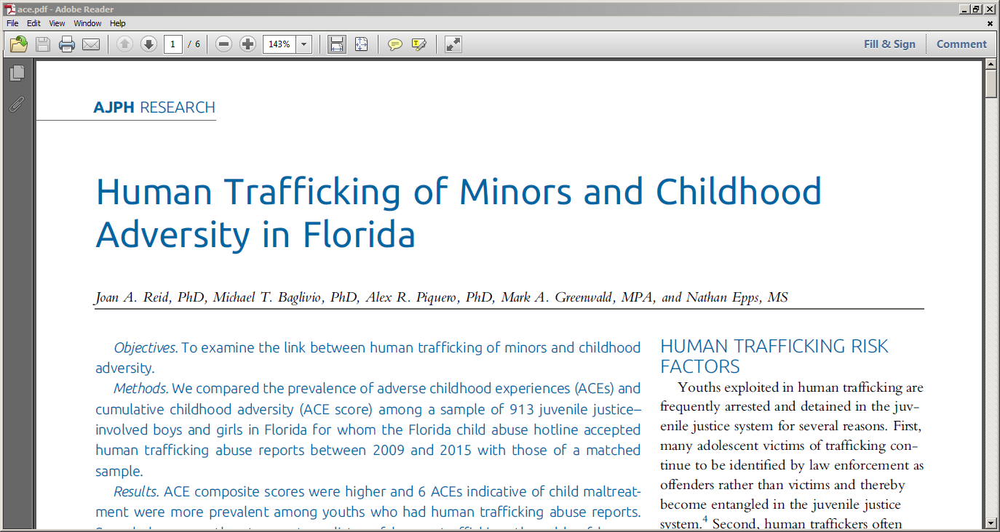 ace.pdf - Adobe Reader
File Edit View Window Help
1 / 6 143% Fill & Sign Comment
AJPH RESEARCH
Human Trafficking of Minors and Childhood
Adversity in Florida
Joan A. Reid, PhD, Michael T. Baglivio, PhD, Alex R. Piquero, PhD, Mark A. Greenwald, MPA, and Nathan Epps, MS
Objectives. To examine the link between human trafficking of minors and childhood
adversity.
Methods. We compared the prevalence of adverse childhood experiences (ACEs) and
cumulative childhood adversity (ACE score) among a sample of 913 juvenile justice–
involved boys and girls in Florida for whom the Florida child abuse hotline accepted
human trafficking abuse reports between 2009 and 2015 with those of a matched
sample.
Results. ACE composite scores were higher and 6 ACEs indicative of child maltreat-
ment were more prevalent among youths who had human trafficking abuse reports.
HUMAN TRAFFICKING RISK
FACTORS
Youths exploited in human trafficking are
frequently arrested and detained in the juv-
enile justice system for several reasons. First,
many adolescent victims of trafficking con-
tinue to be identified by law enforcement as
offenders rather than victims and thereby
become entangled in the juvenile justice
system.4 Second, human traffickers often